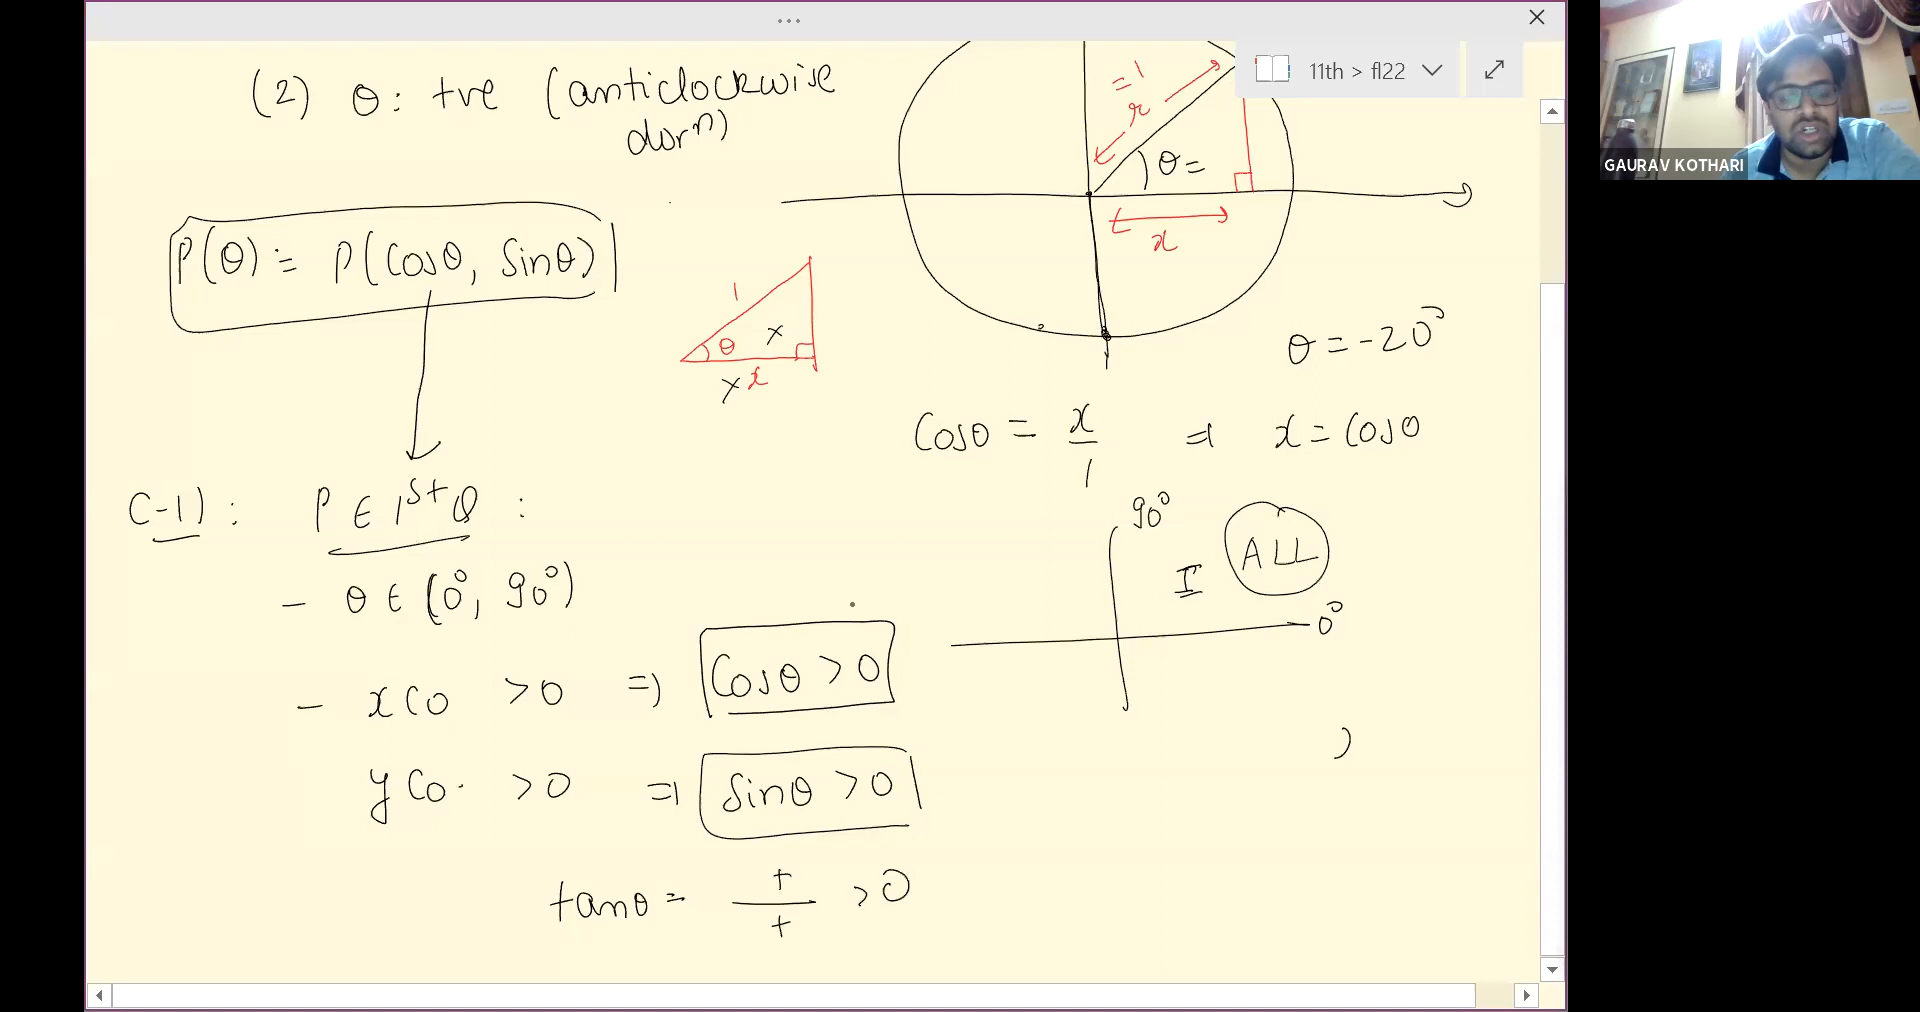 11th > fl22
GAURAV KOTHARI
(2) θ: +ve (anticlockwise
dirⁿ)
= 1
r
θ =
x
P(θ) ≡ P(Cosθ, Sinθ)
1
θ x
x x
θ = -20°
Cosθ = x/1 ⇒ x = Cosθ
C-1) : P ∈ 1st Q :
90°
I ALL
0°
- θ ∈ (0°, 90°)
- x Co >0 ⇒ Cosθ >0
y Co. >0 ⇒ Sinθ >0
tanθ = +/+ >0